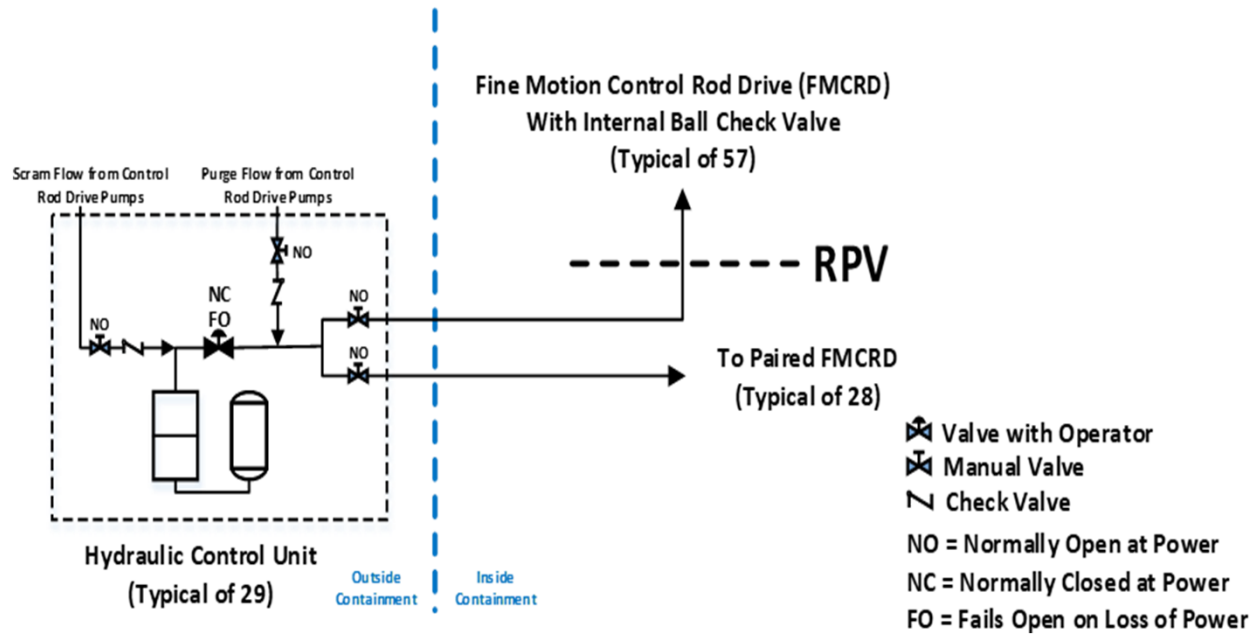 Fine Motion Control Rod Drive (FMCRD)
With Internal Ball Check Valve
(Typical of 57)
Scram Flow from Control
Rod Drive Pumps
Purge Flow from Control
Rod Drive Pumps
NO
NC
FO
NO
NO
NO
RPV
To Paired FMCRD
(Typical of 28)
Hydraulic Control Unit
(Typical of 29)
Outside
Containment
Inside
Containment
Valve with Operator
Manual Valve
Check Valve
NO = Normally Open at Power
NC = Normally Closed at Power
FO = Fails Open on Loss of Power